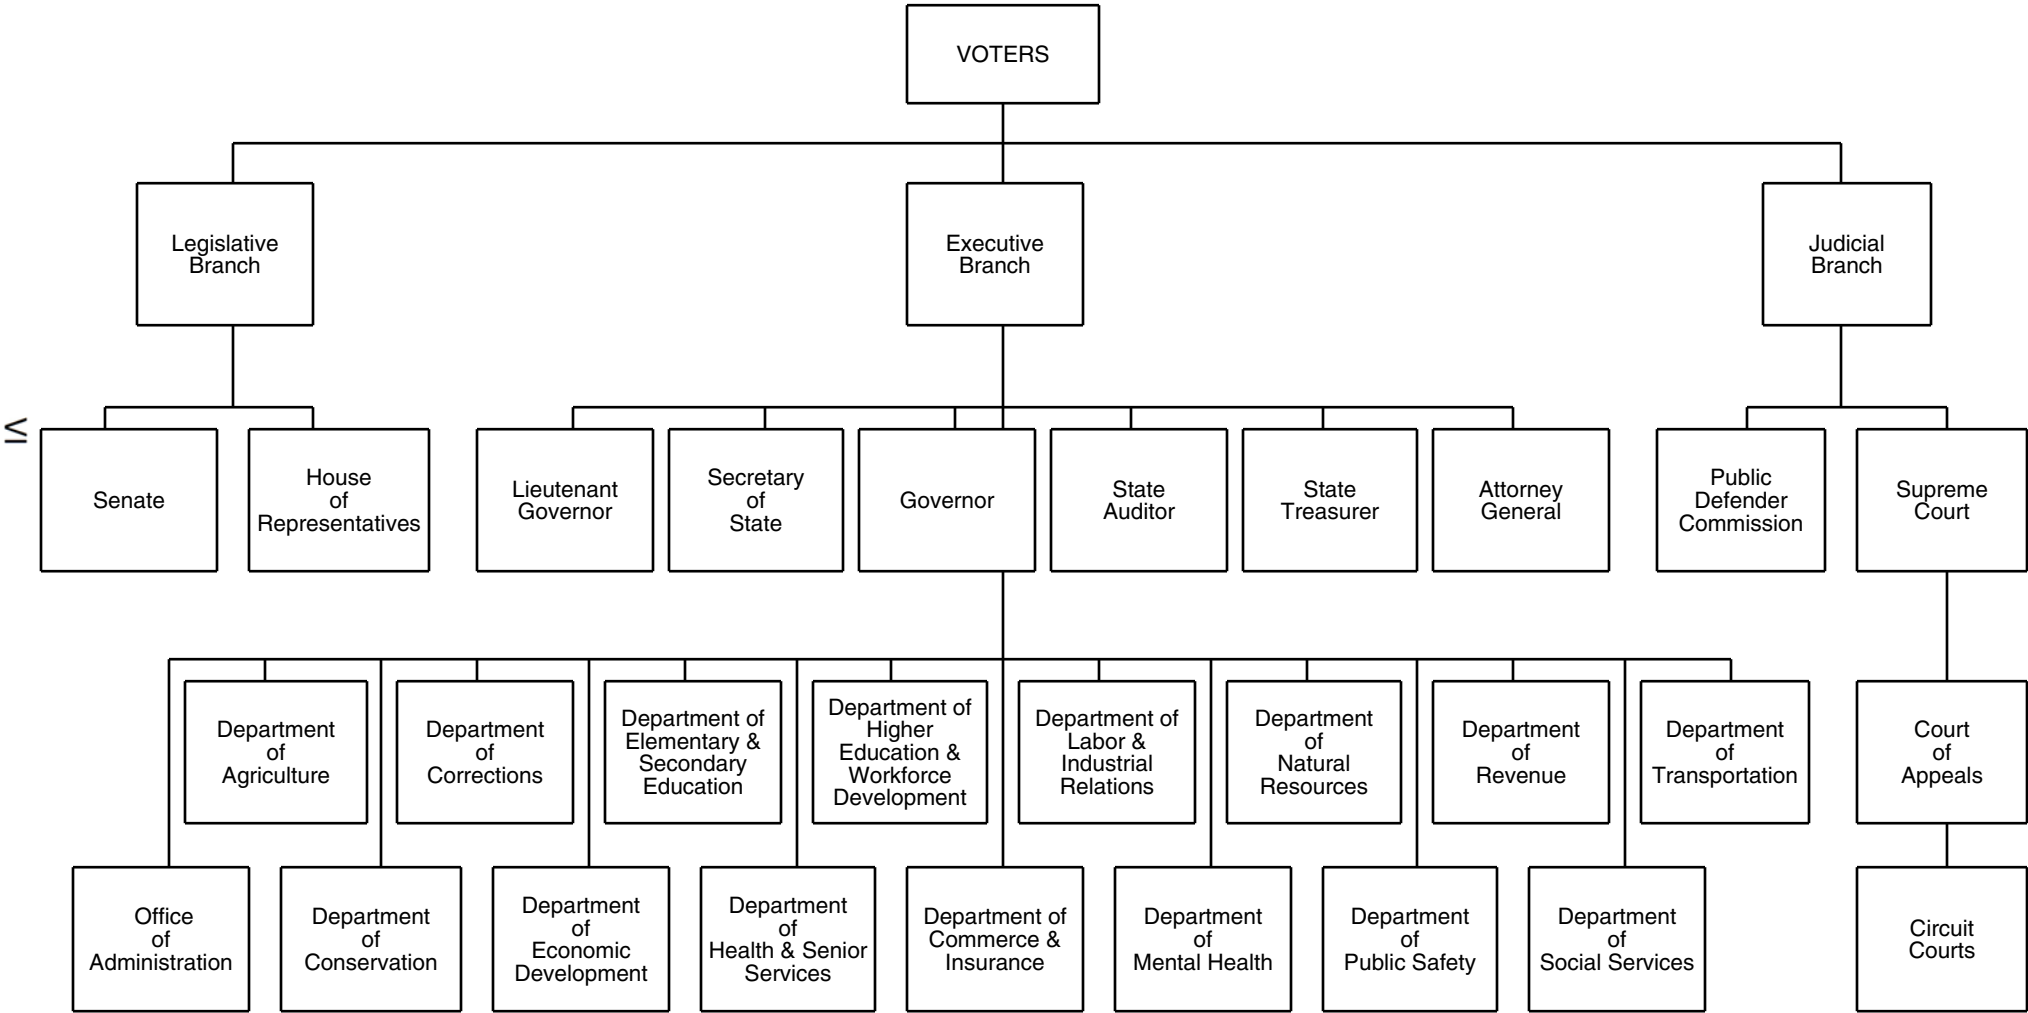 VOTERS
Legislative
Branch
Executive
Branch
Judicial
Branch
≤
Senate
House
of
Representatives
Lieutenant
Governor
Secretary
of
State
Governor
State
Auditor
State
Treasurer
Attorney
General
Public
Defender
Commission
Supreme
Court
Department
of
Agriculture
Department
of
Corrections
Department of
Elementary &
Secondary
Education
Department of
Higher
Education &
Workforce
Development
Department of
Labor &
Industrial
Relations
Department
of
Natural
Resources
Department
of
Revenue
Department
of
Transportation
Court
of
Appeals
Office
of
Administration
Department
of
Conservation
Department
of
Economic
Development
Department
of
Health & Senior
Services
Department of
Commerce &
Insurance
Department
of
Mental Health
Department
of
Public Safety
Department
of
Social Services
Circuit
Courts